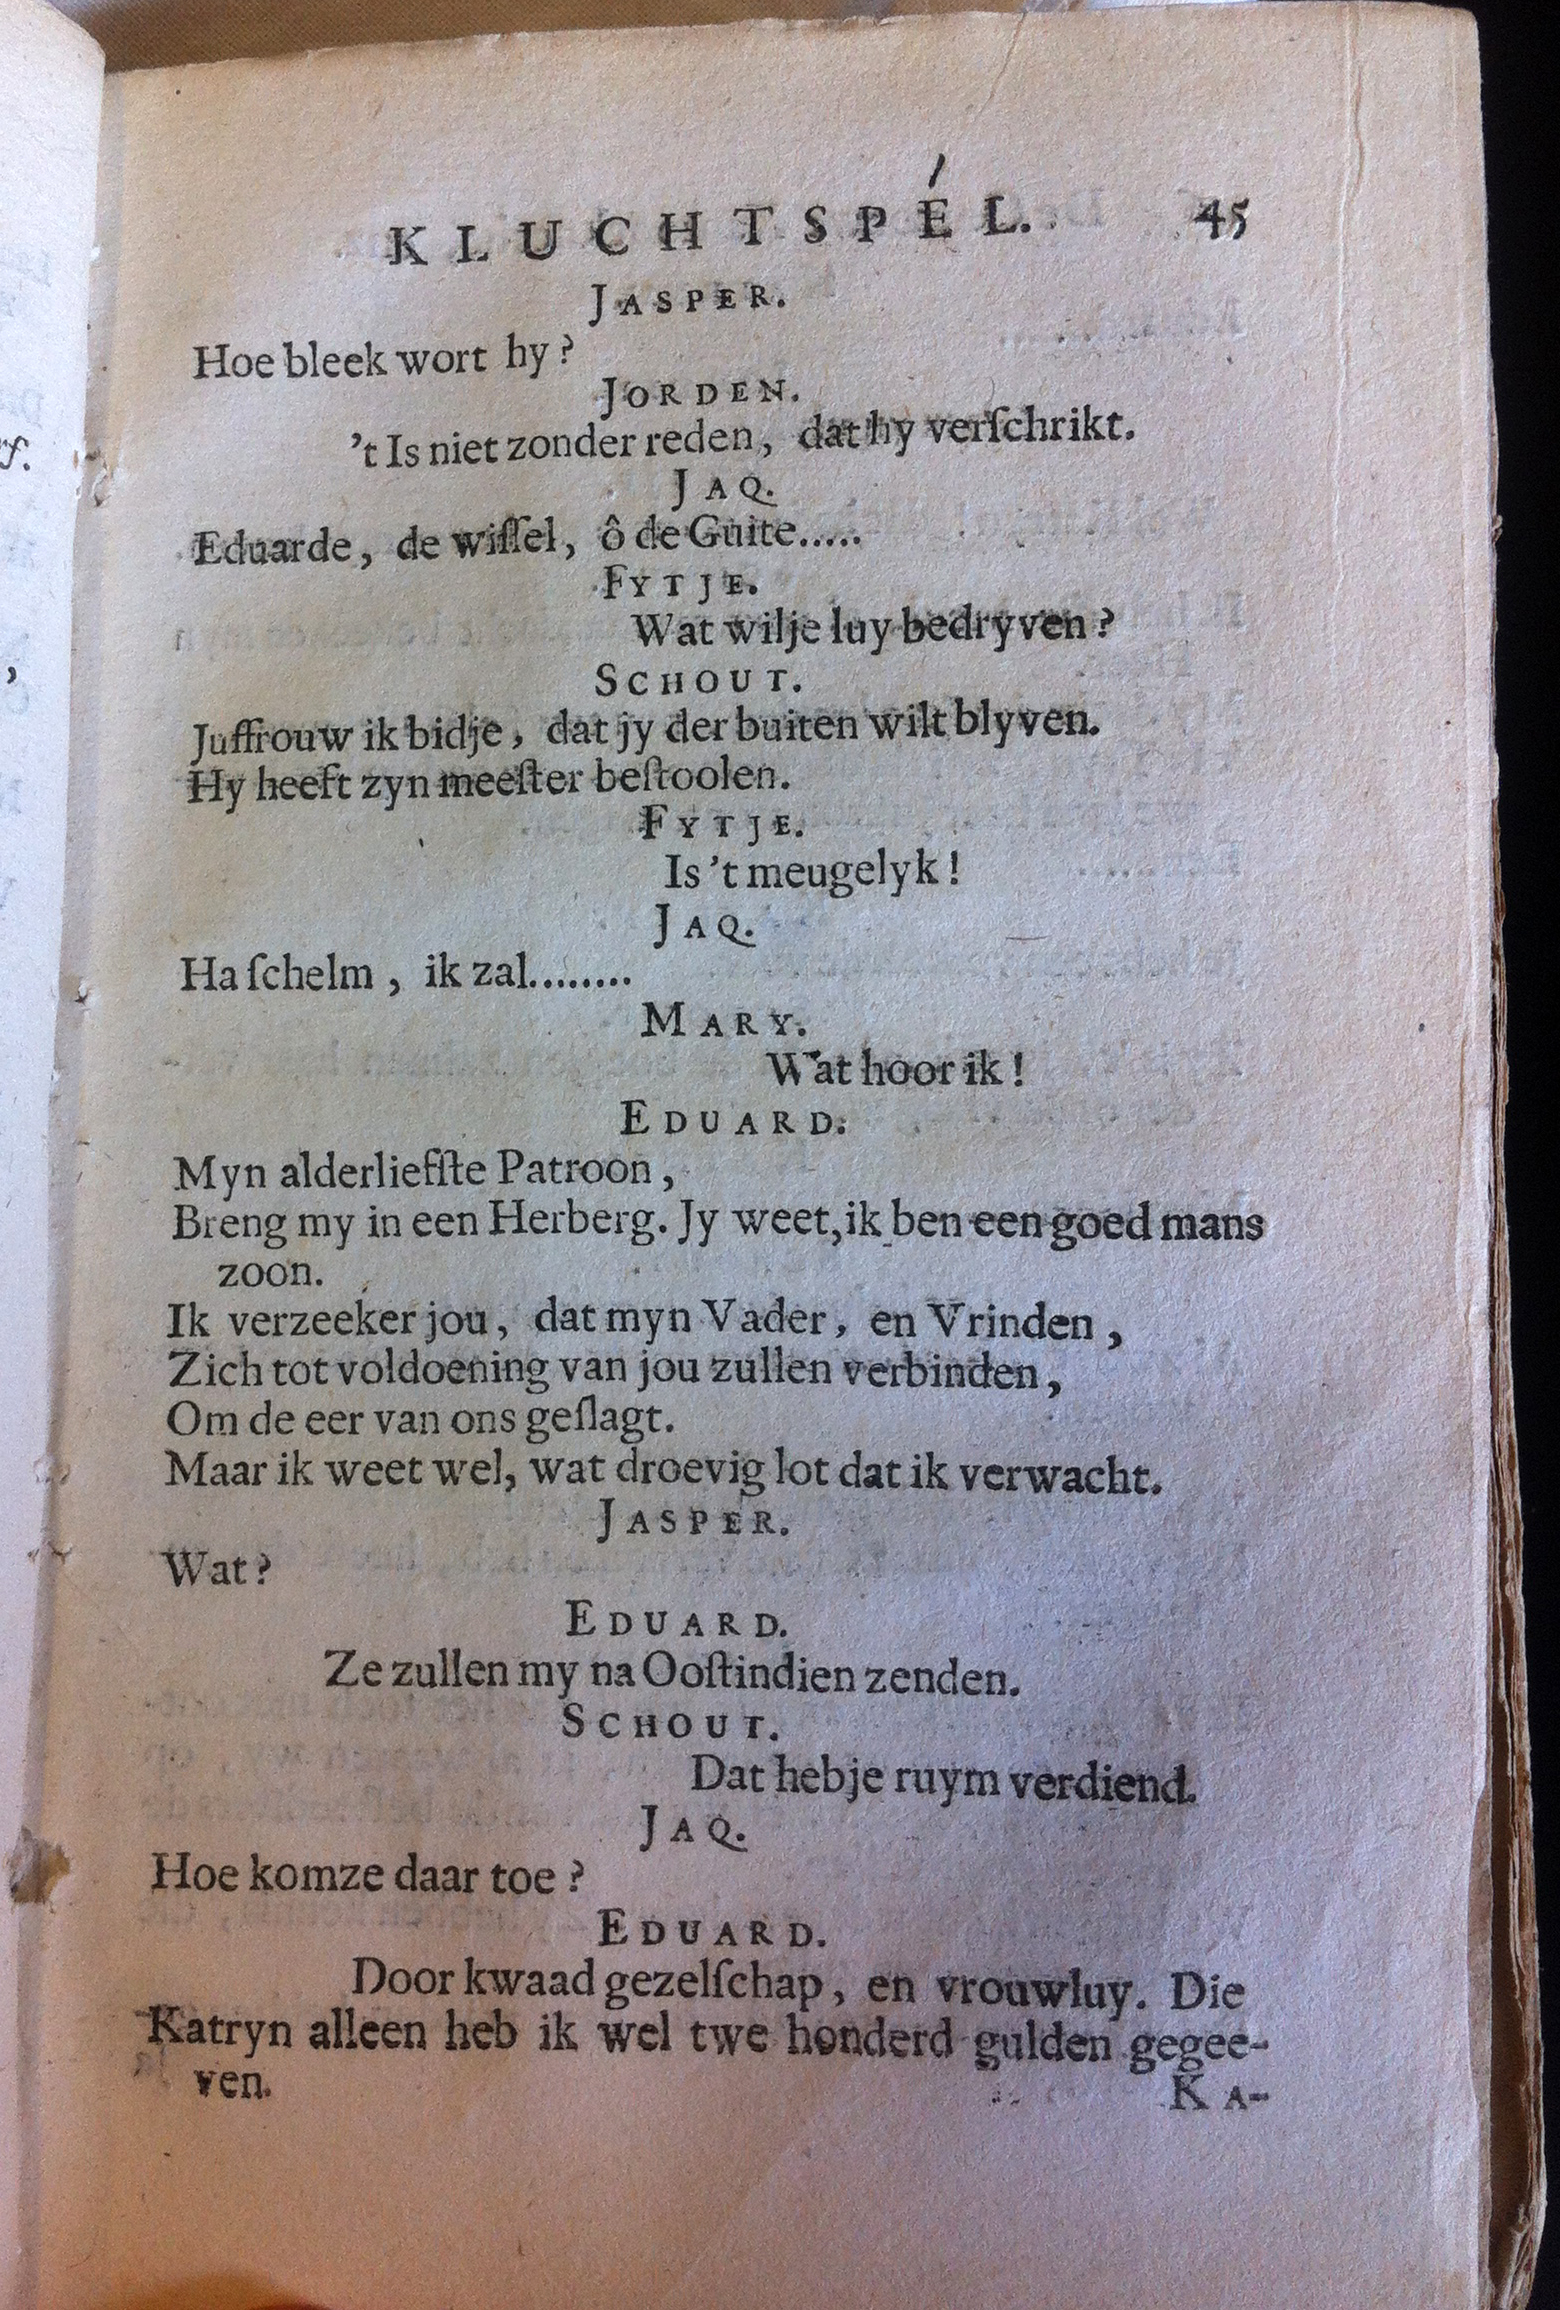 KLUCHTSPÉL. 45
JASPER.
Hoe bleek wort hy?
JORDEN.
't Is niet zonder reden, dat hy verſchrikt.
JAQ.
Eduarde, de wiſſel, ô de Guite.....
FYTJE.
Wat wilje luy bedryven?
SCHOUT.
Juffrouw ik bidje, dat jy der buiten wilt blyven.
Hy heeft zyn meeſter beſtoolen.
FYTJE.
Is 't meugelyk!
JAQ.
Ha ſchelm, ik zal........
MARY.
Wat hoor ik!
EDUARD.
Myn alderliefſte Patroon,
Breng my in een Herberg. Jy weet, ik ben een goed mans
zoon.
Ik verzeeker jou, dat myn Vader, en Vrinden,
Zich tot voldoening van jou zullen verbinden,
Om de eer van ons geſlagt.
Maar ik weet wel, wat droevig lot dat ik verwacht.
JASPER.
Wat?
EDUARD.
Ze zullen my na Ooſtindien zenden.
SCHOUT.
Dat hebje ruym verdiend.
JAQ.
Hoe komze daar toe?
EDUARD.
Door kwaad gezelſchap, en vrouwluy. Die
Katryn alleen heb ik wel twe honderd gulden gegee-
ven.
KA-